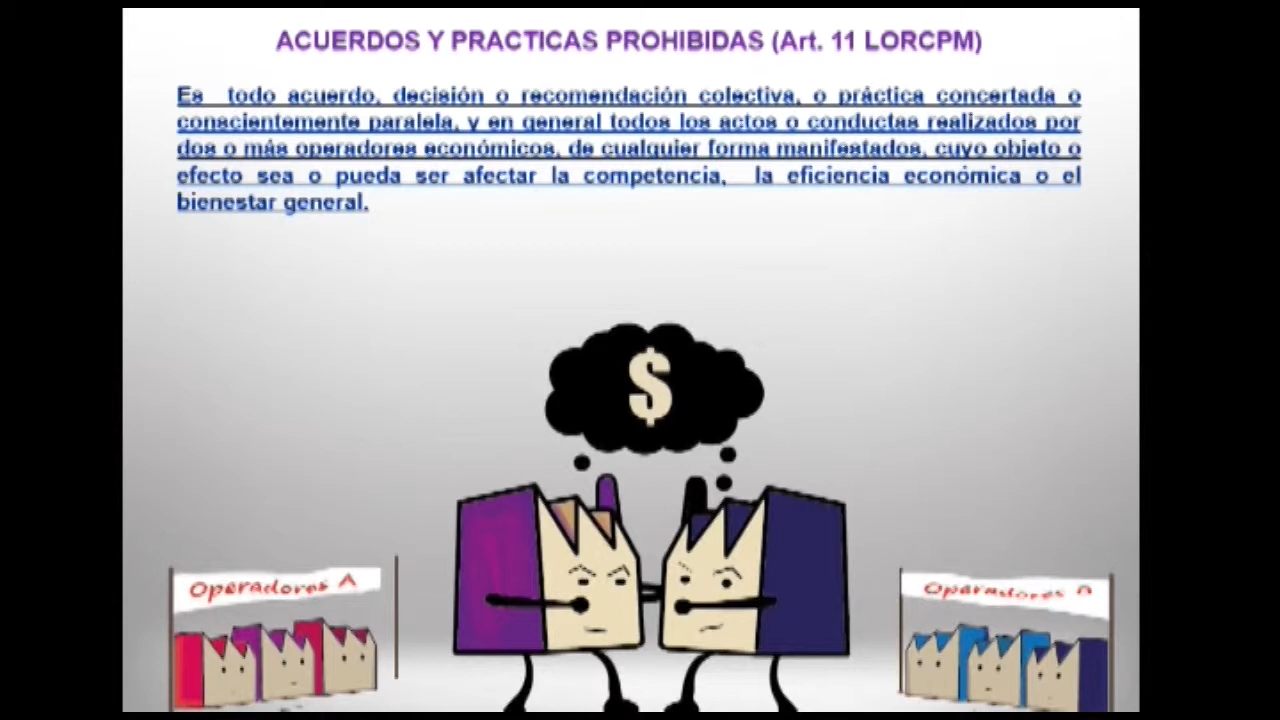 ACUERDOS Y PRACTICAS PROHIBIDAS (Art. 11 LORCPM)
Es todo acuerdo, decisión o recomendación colectiva, o práctica concertada o
conscientemente paralela, y en general todos los actos o conductas realizados por
dos o más operadores económicos, de cualquier forma manifestados, cuyo objeto o
efecto sea o pueda ser afectar la competencia, la eficiencia económica o el
bienestar general.
$
Operadores A
Operadores